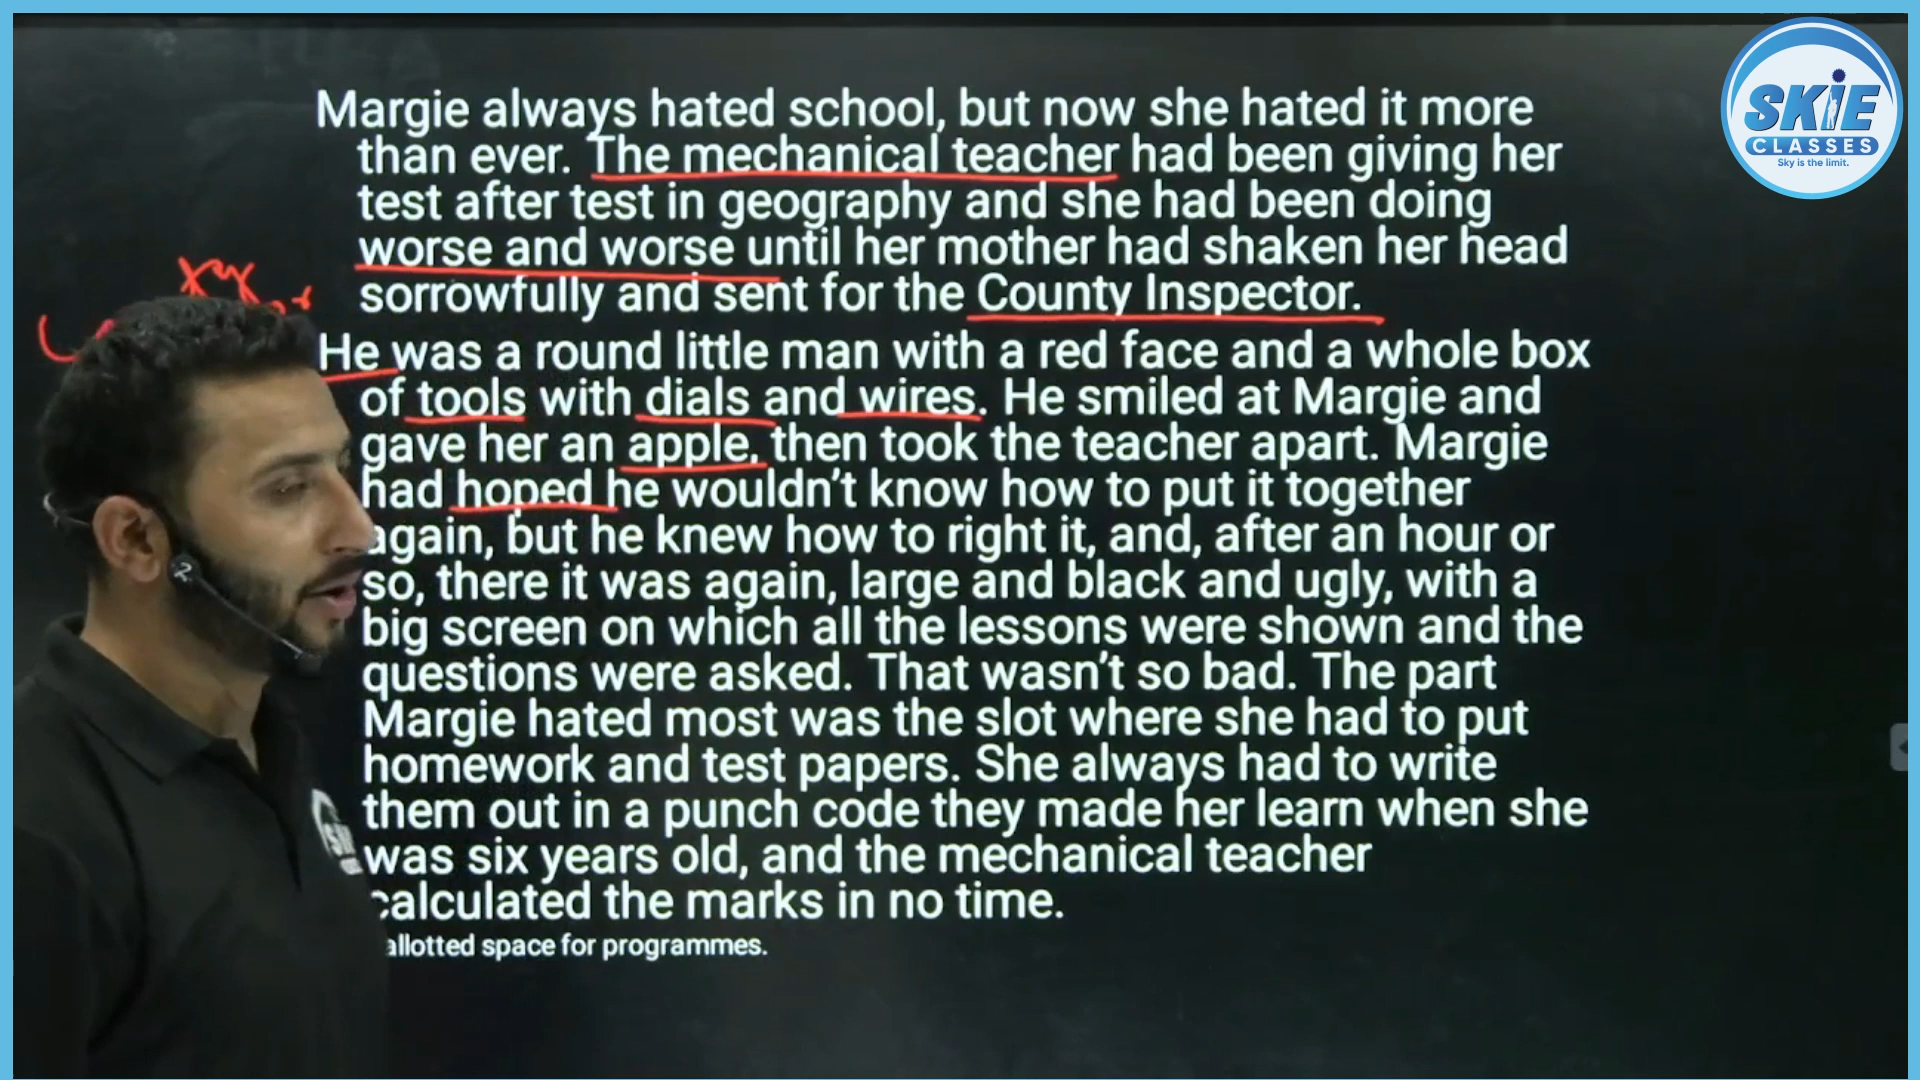 SKIE
CLASSES
Sky is the limit.
Margie always hated school, but now she hated it more
than ever. The mechanical teacher had been giving her
test after test in geography and she had been doing
worse and worse until her mother had shaken her head
sorrowfully and sent for the County Inspector.
He was a round little man with a red face and a whole box
of tools with dials and wires. He smiled at Margie and
gave her an apple, then took the teacher apart. Margie
had hoped he wouldn’t know how to put it together
again, but he knew how to right it, and, after an hour or
so, there it was again, large and black and ugly, with a
big screen on which all the lessons were shown and the
questions were asked. That wasn’t so bad. The part
Margie hated most was the slot where she had to put
homework and test papers. She always had to write
them out in a punch code they made her learn when she
was six years old, and the mechanical teacher
calculated the marks in no time.
allotted space for programmes.